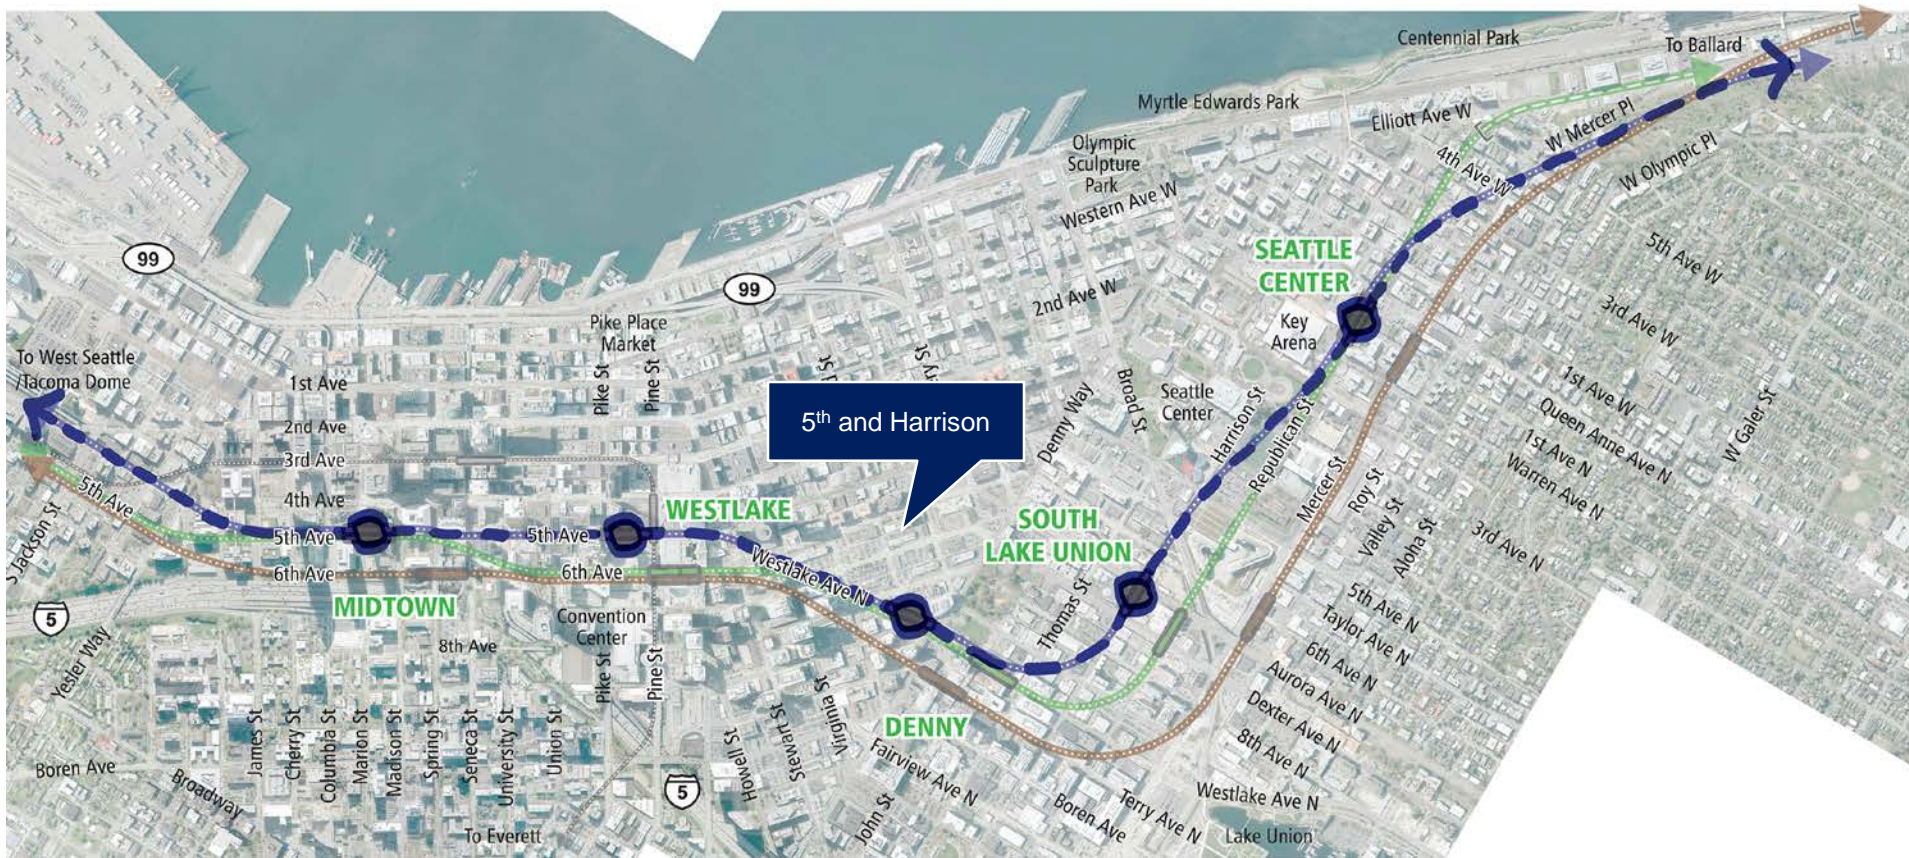 Centennial Park
To Ballard
Myrtle Edwards Park
Elliott Ave W
W Mercer Pl
Olympic
Sculpture
Park
4th Ave W
W Olympic Pl
Western Ave W
SEATTLE
CENTER
5th Ave W
99
99
2nd Ave W
3rd Ave W
Key
Arena
Pike Place
Market
To West Seattle
/Tacoma Dome
1st Ave
Pike St
Pine St
1st Ave W
Denny Way
Broad St
Seattle
Center
Harrison St
Republican St
Queen Anne Ave N
W Galer St
5th and Harrison
2nd Ave
3rd Ave
1st Ave N
Warren Ave N
4th Ave
5th Ave
WESTLAKE
Mercer St
Roy St
Valley St
Aloha St
3rd Ave N
S Jackson St
5th Ave
5th Ave
SOUTH
LAKE UNION
6th Ave
6th Ave
Westlake Ave N
MIDTOWN
Thomas St
5
Convention
Center
5th Ave N
Taylor Ave N
6th Ave N
Aurora Ave N
Dexter Ave N
8th Ave N
Yesler Way
8th Ave
Pike St
Pine St
DENNY
James St
Cherry St
Columbia St
Marion St
Madison St
Spring St
Seneca St
University St
Union St
Howell St
Stewart St
Virginia St
Fairview Ave N
Boren Ave
Broadway
5
John St
Boren Ave
Terry Ave N
Westlake Ave N
To Everett
Lake Union